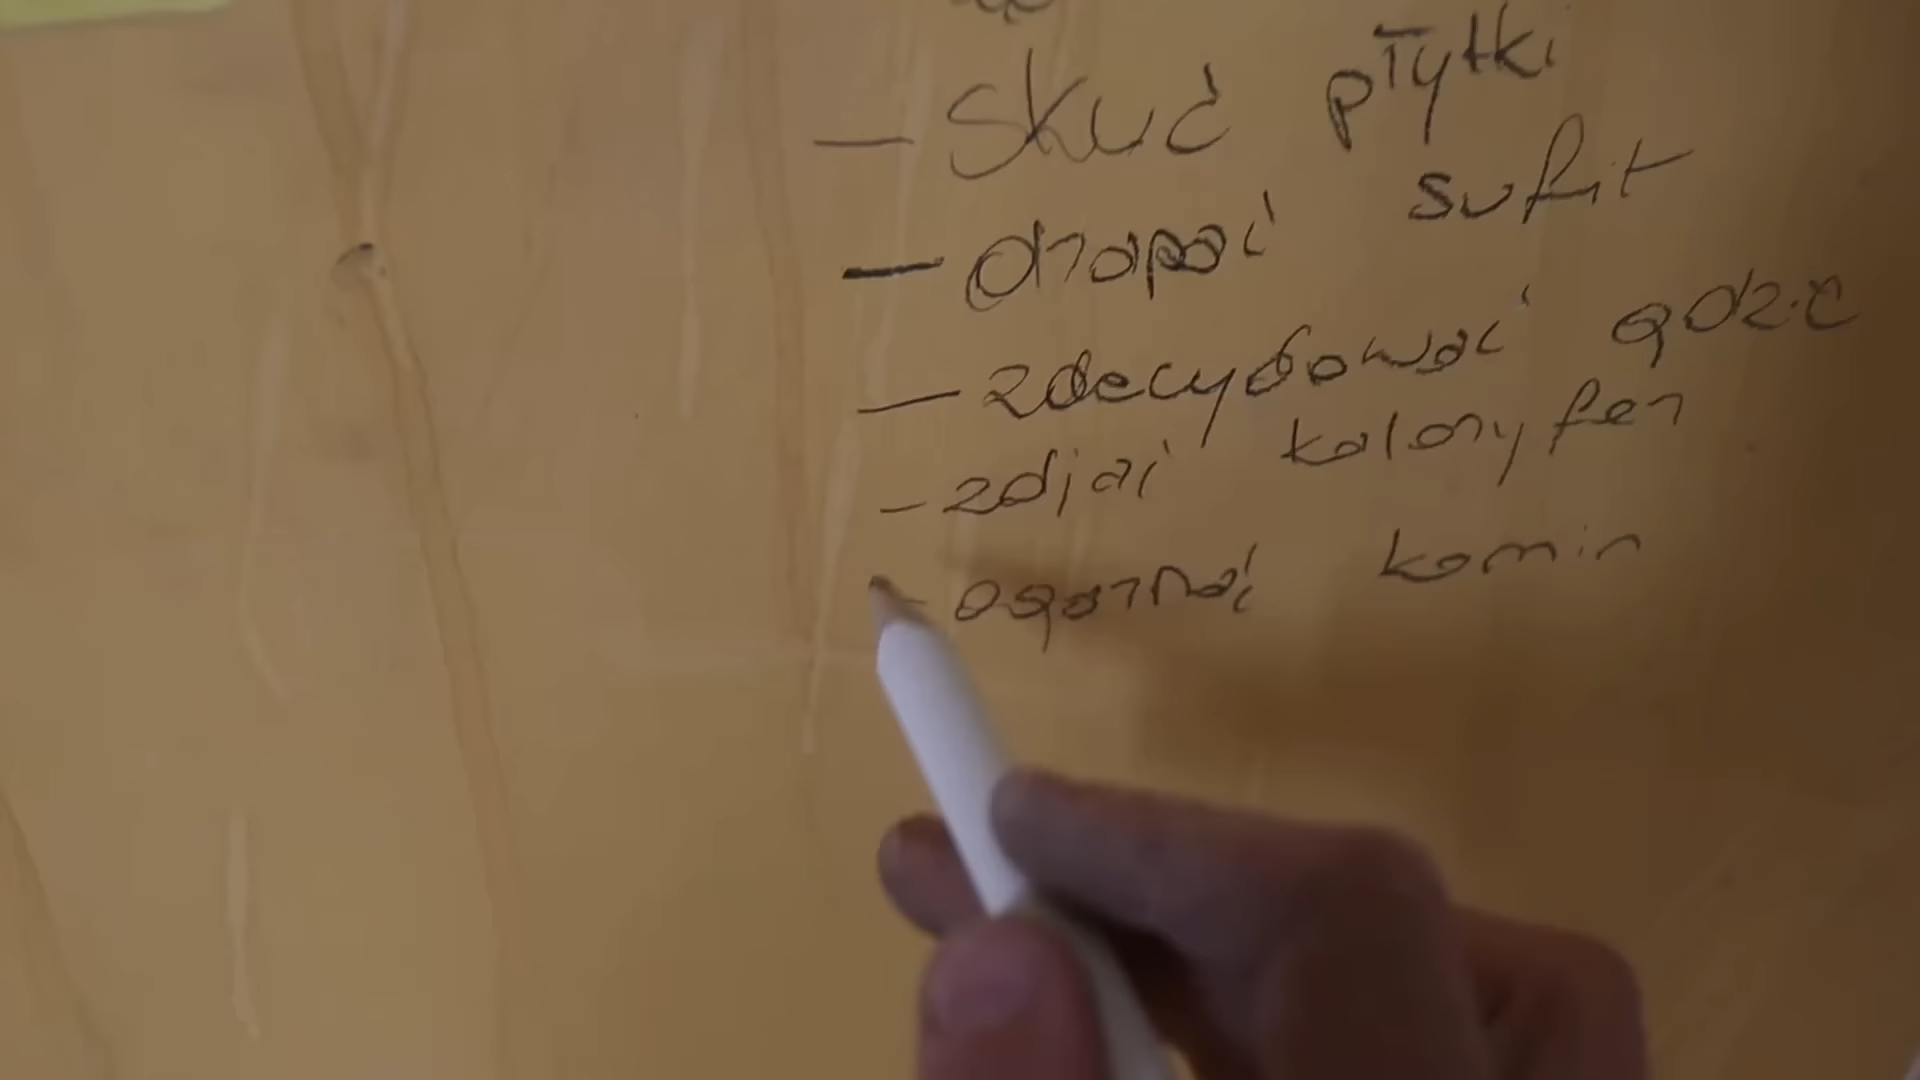 - skuć płytki
- drapać sufit
- zdecydować gdzie
- zdjąć kaloryfer
- ogarnąć komin